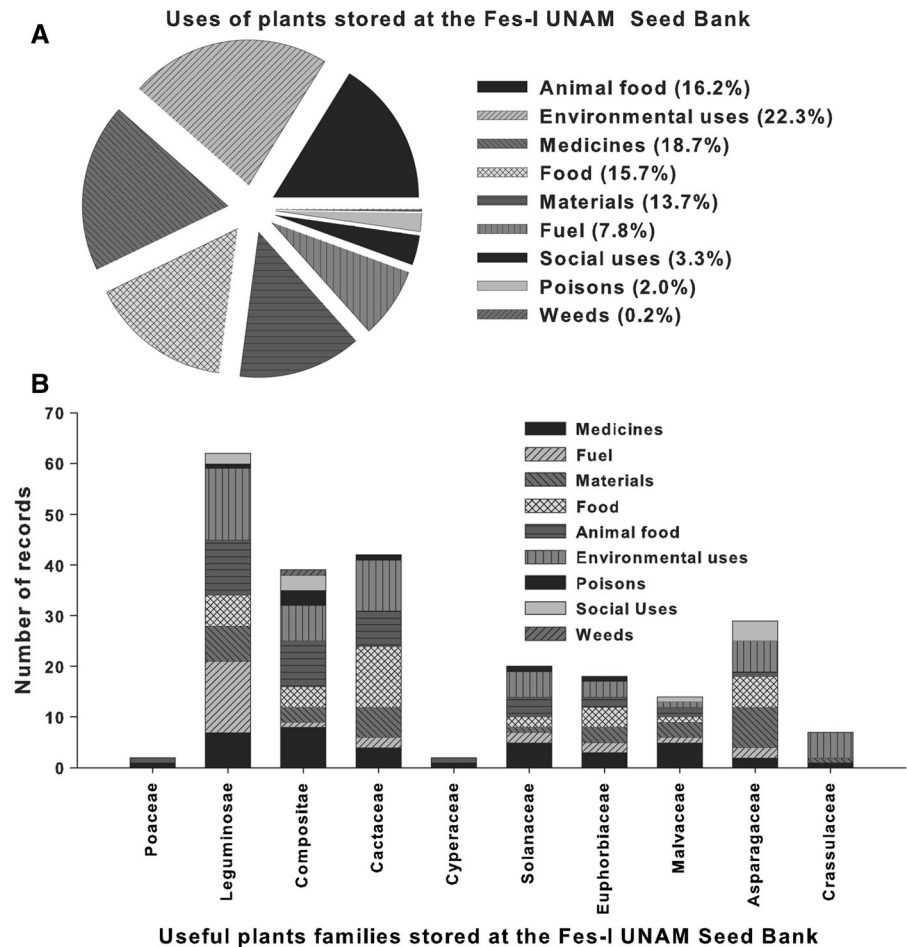 Uses of plants stored at the Fes-I UNAM Seed Bank
A
Animal food (16.2%)
Environmental uses (22.3%)
Medicines (18.7%)
Food (15.7%)
Materials (13.7%)
Fuel (7.8%)
Social uses (3.3%)
Poisons (2.0%)
Weeds (0.2%)
B
Number of records
70
60
50
40
30
20
10
0
Medicines
Fuel
Materials
Food
Animal food
Environmental uses
Poisons
Social Uses
Weeds
Poaceae
Leguminosae
Compositae
Cactaceae
Cyperaceae
Solanaceae
Euphorbiaceae
Malvaceae
Asparagaceae
Crassulaceae
Useful plants families stored at the Fes-I UNAM Seed Bank